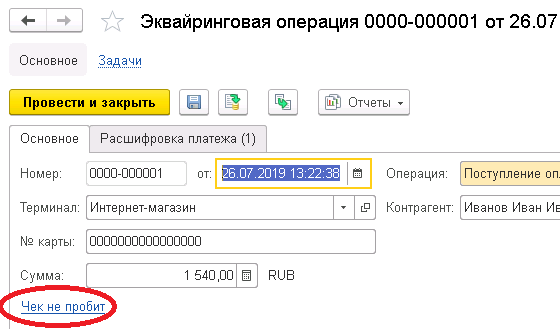 Эквайринговая операция 0000-000001 от 26.07
Основное Задачи
Провести и закрыть Отчеты
Основное Расшифровка платежа (1)
Номер: 0000-000001 от: 26.07.2019 13:22:38 Операция: Поступление опл
Терминал: Интернет-магазин Контрагент: Иванов Иван Ив
№ карты: 0000000000000000
Сумма: 1 540,00 RUB
Чек не пробит